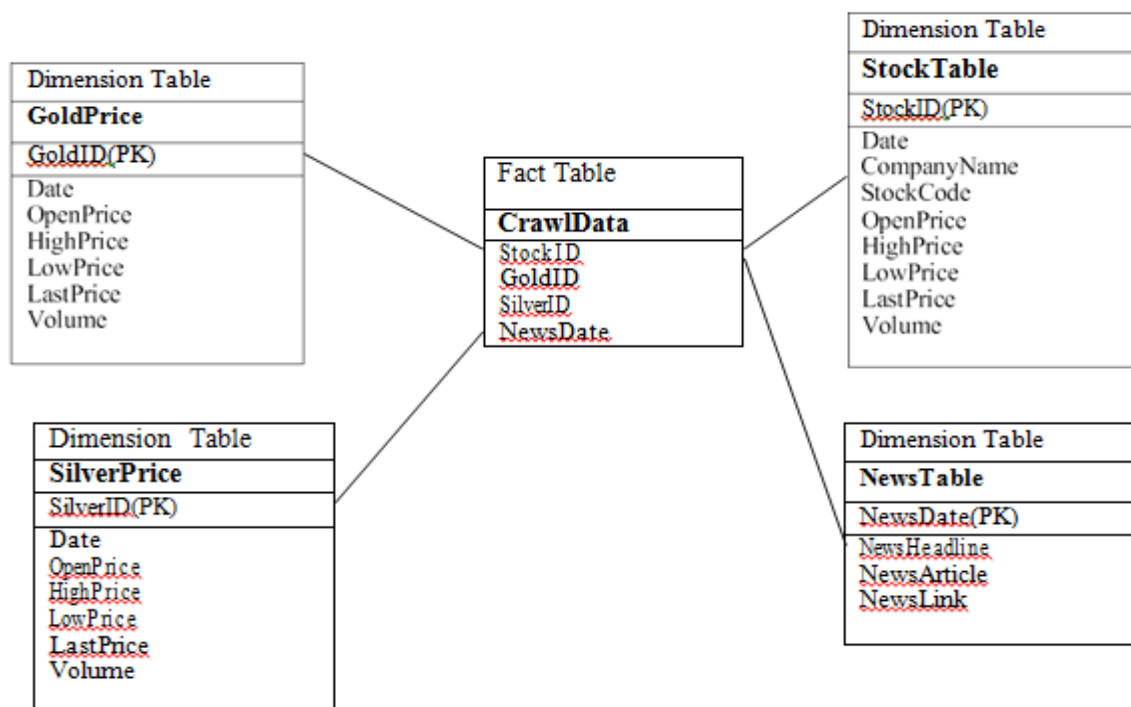 Dimension Table
GoldPrice
GoldID(PK)
Date
OpenPrice
HighPrice
LowPrice
LastPrice
Volume
Fact Table
CrawlData
StockID
GoldID
SilverID
NewsDate
Dimension Table
StockTable
StockID(PK)
Date
CompanyName
StockCode
OpenPrice
HighPrice
LowPrice
LastPrice
Volume
Dimension Table
SilverPrice
SilverID(PK)
Date
OpenPrice
HighPrice
LowPrice
LastPrice
Volume
Dimension Table
NewsTable
NewsDate(PK)
NewsHeadline
NewsArticle
NewsLink